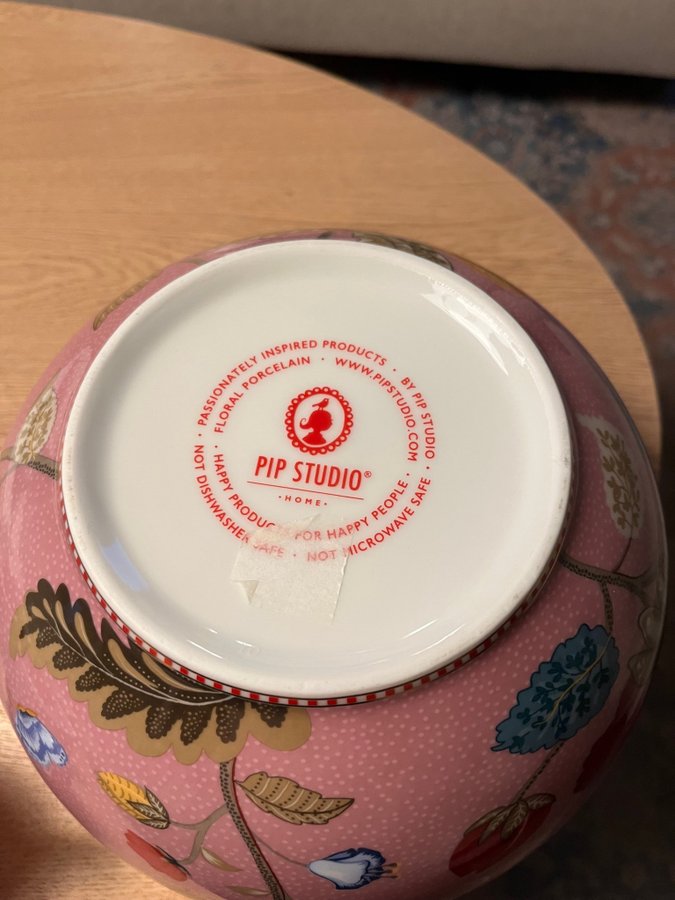 PASSIONATELY INSPIRED PRODUCTS · BY PIP STUDIO ·
NOT DISHWASHER SAFE · NOT MICROWAVE SAFE ·
FLORAL PORCELAIN · WWW.PIPSTUDIO.COM ·
HAPPY PRODUCTS FOR HAPPY PEOPLE ·
PIP STUDIO®
· HOME ·